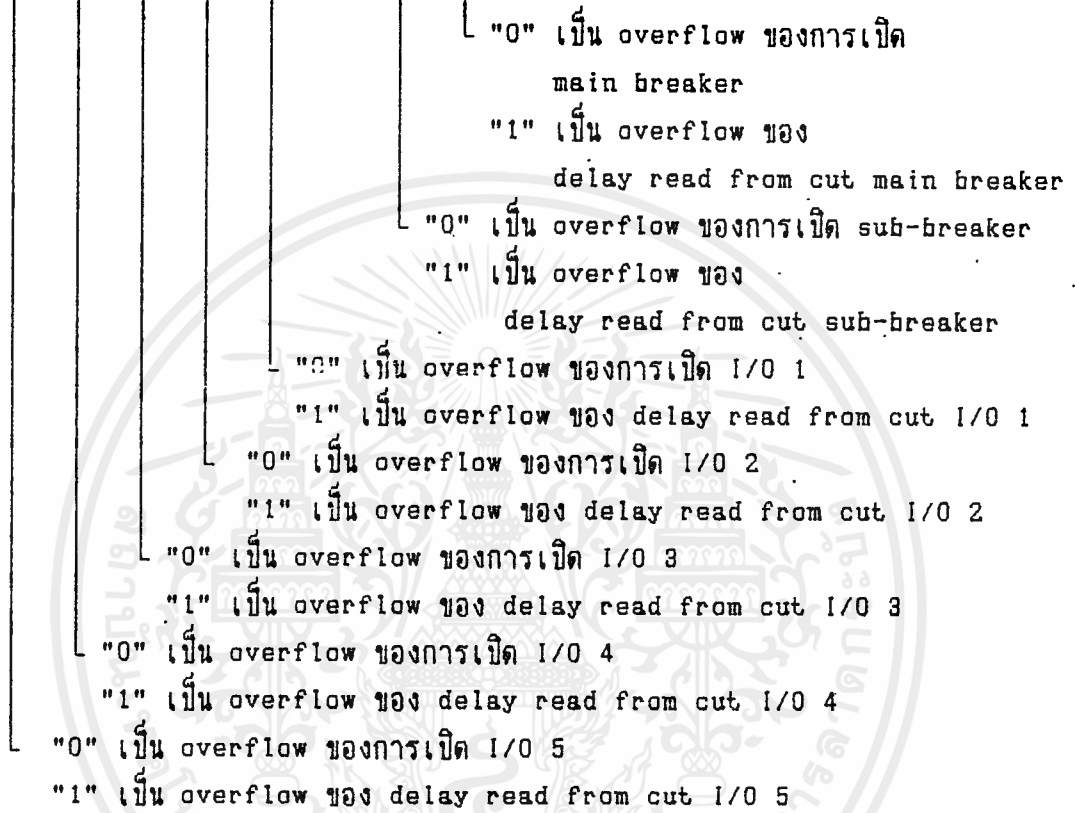 "0" เป็น overflow ของการเปิด
main breaker
"1" เป็น overflow ของ
delay read from cut main breaker
"0" เป็น overflow ของการเปิด sub-breaker
"1" เป็น overflow ของ
delay read from cut sub-breaker
"0" เป็น overflow ของการเปิด I/O 1
"1" เป็น overflow ของ delay read from cut I/O 1
"0" เป็น overflow ของการเปิด I/O 2
"1" เป็น overflow ของ delay read from cut I/O 2
"0" เป็น overflow ของการเปิด I/O 3
"1" เป็น overflow ของ delay read from cut I/O 3
"0" เป็น overflow ของการเปิด I/O 4
"1" เป็น overflow ของ delay read from cut I/O 4
"0" เป็น overflow ของการเปิด I/O 5
"1" เป็น overflow ของ delay read from cut I/O 5